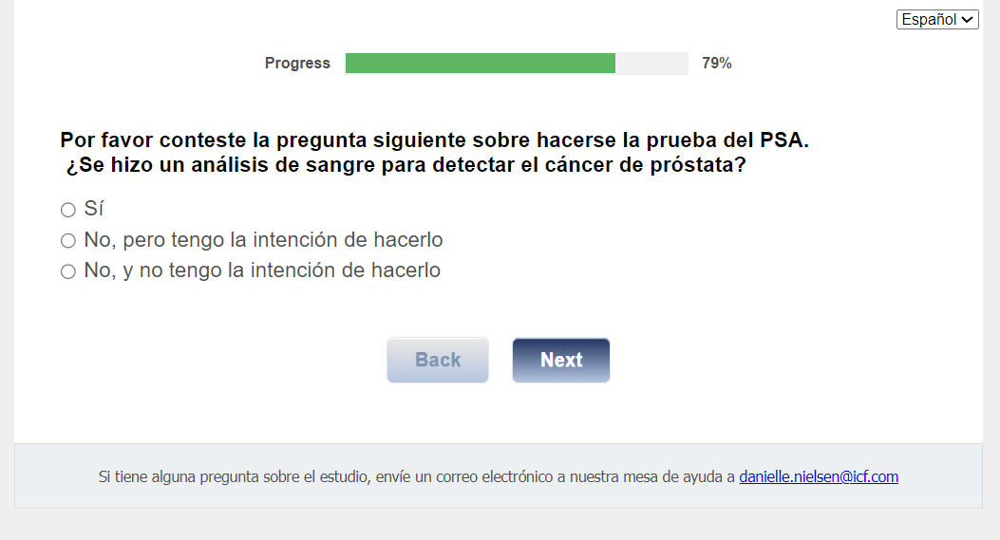 Español
Progress 79%
Por favor conteste la pregunta siguiente sobre hacerse la prueba del PSA.
¿Se hizo un análisis de sangre para detectar el cáncer de próstata?
Sí
No, pero tengo la intención de hacerlo
No, y no tengo la intención de hacerlo
Back Next
Si tiene alguna pregunta sobre el estudio, envíe un correo electrónico a nuestra mesa de ayuda a danielle.nielsen@icf.com